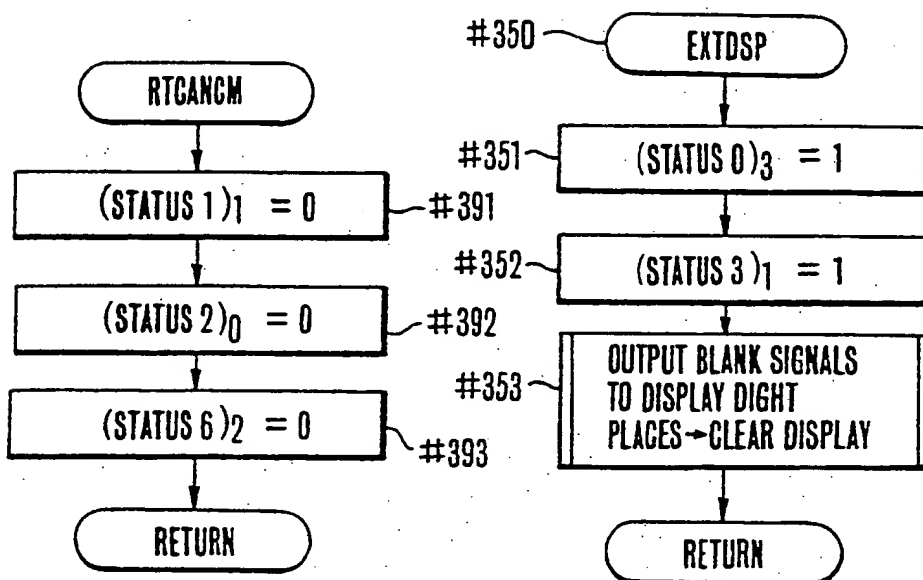 RTCANCM
(STATUS 1)1 = 0
#391
(STATUS 2)0 = 0
#392
(STATUS 6)2 = 0
#393
RETURN
#350
EXTDSP
#351
(STATUS 0)3 = 1
#352
(STATUS 3)1 = 1
#353
OUTPUT BLANK SIGNALS
TO DISPLAY DIGHT
PLACES→CLEAR DISPLAY
RETURN